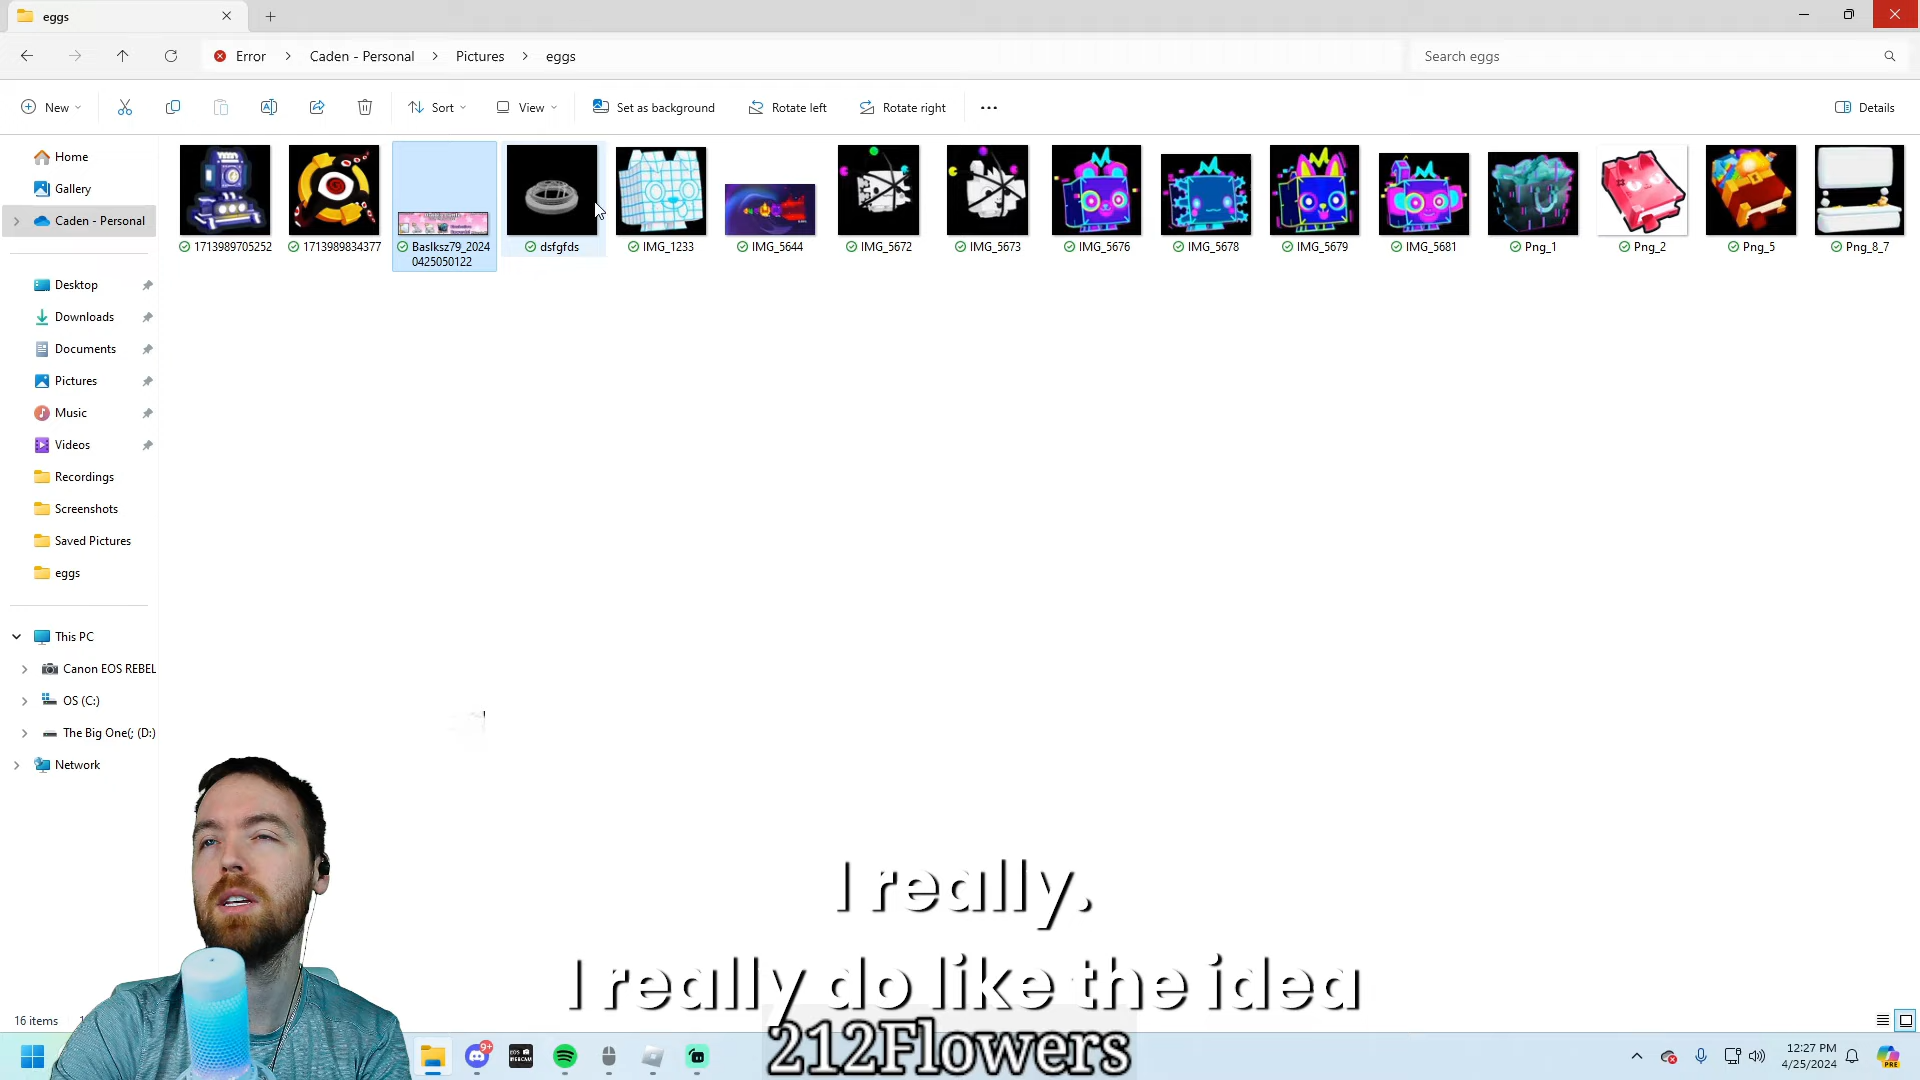 eggs
Error
Caden - Personal
Pictures
eggs
Search eggs
New
Sort
View
Set as background
Rotate left
Rotate right
Details
Home
Gallery
Caden - Personal
Desktop
Downloads
Documents
Pictures
Music
Videos
Recordings
Screenshots
Saved Pictures
eggs
This PC
Canon EOS REBEL
OS (C:)
The Big One(; (D:)
Network
1713989705252
1713989834377
Baslksz79_2024
0425050122
dsfgfds
IMG_1233
IMG_5644
IMG_5672
IMG_5673
IMG_5676
IMG_5678
IMG_5679
IMG_5681
Png_1
Png_2
Png_5
Png_8_7
I really.
I really do like the idea
212Flowers
16 items
9+
EOS
WEBCAM
12:27 PM
4/25/2024
PRE